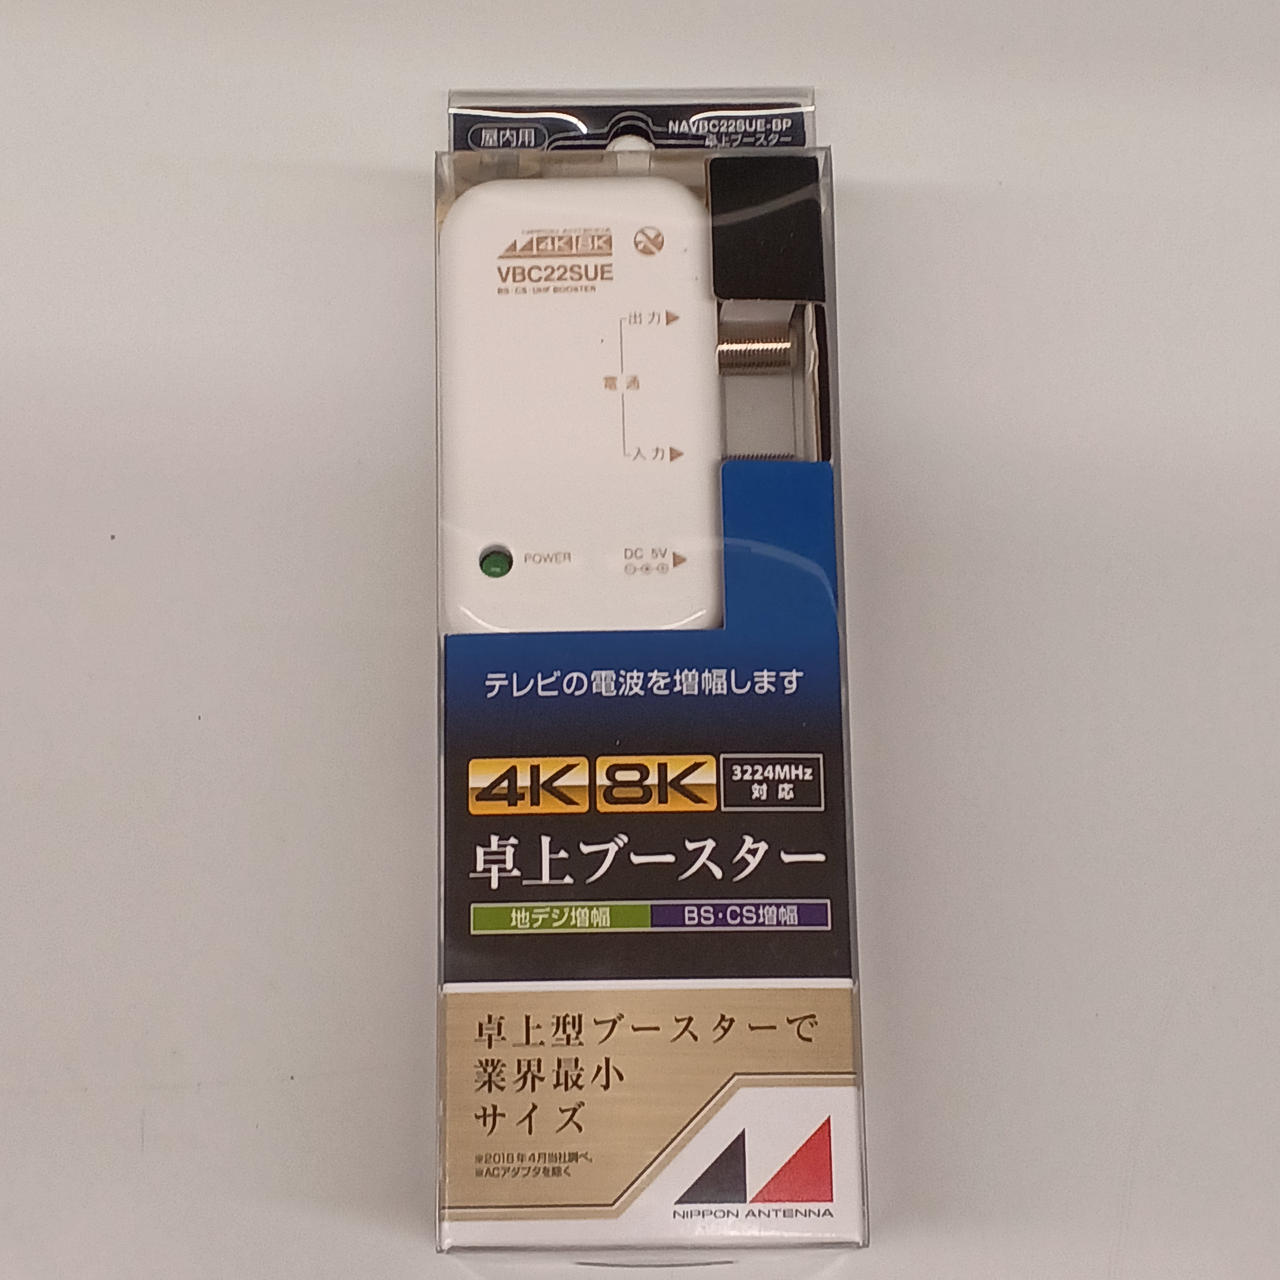 屋内用
NAVBC22SUE-BP
卓上ブースター
NIPPON ANTENNA
4K 8K
VBC22SUE
BS・CS・UHF BOOSTER
出力▶
電通
入力▶
POWER
DC 5V▶
テレビの電波を増幅します
4K 8K
3224MHz
対応
卓上ブースター
地デジ増幅 BS・CS増幅
卓上型ブースターで
業界最小
サイズ
※2018年4月当社調べ。
※ACアダプタを除く
NIPPON ANTENNA